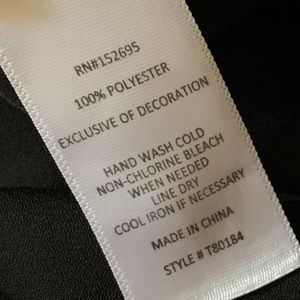 RN#152695
100% POLYESTER
EXCLUSIVE OF DECORATION
HAND WASH COLD
NON-CHLORINE BLEACH
WHEN NEEDED
LINE DRY
COOL IRON IF NECESSARY
MADE IN CHINA
STYLE # T80184